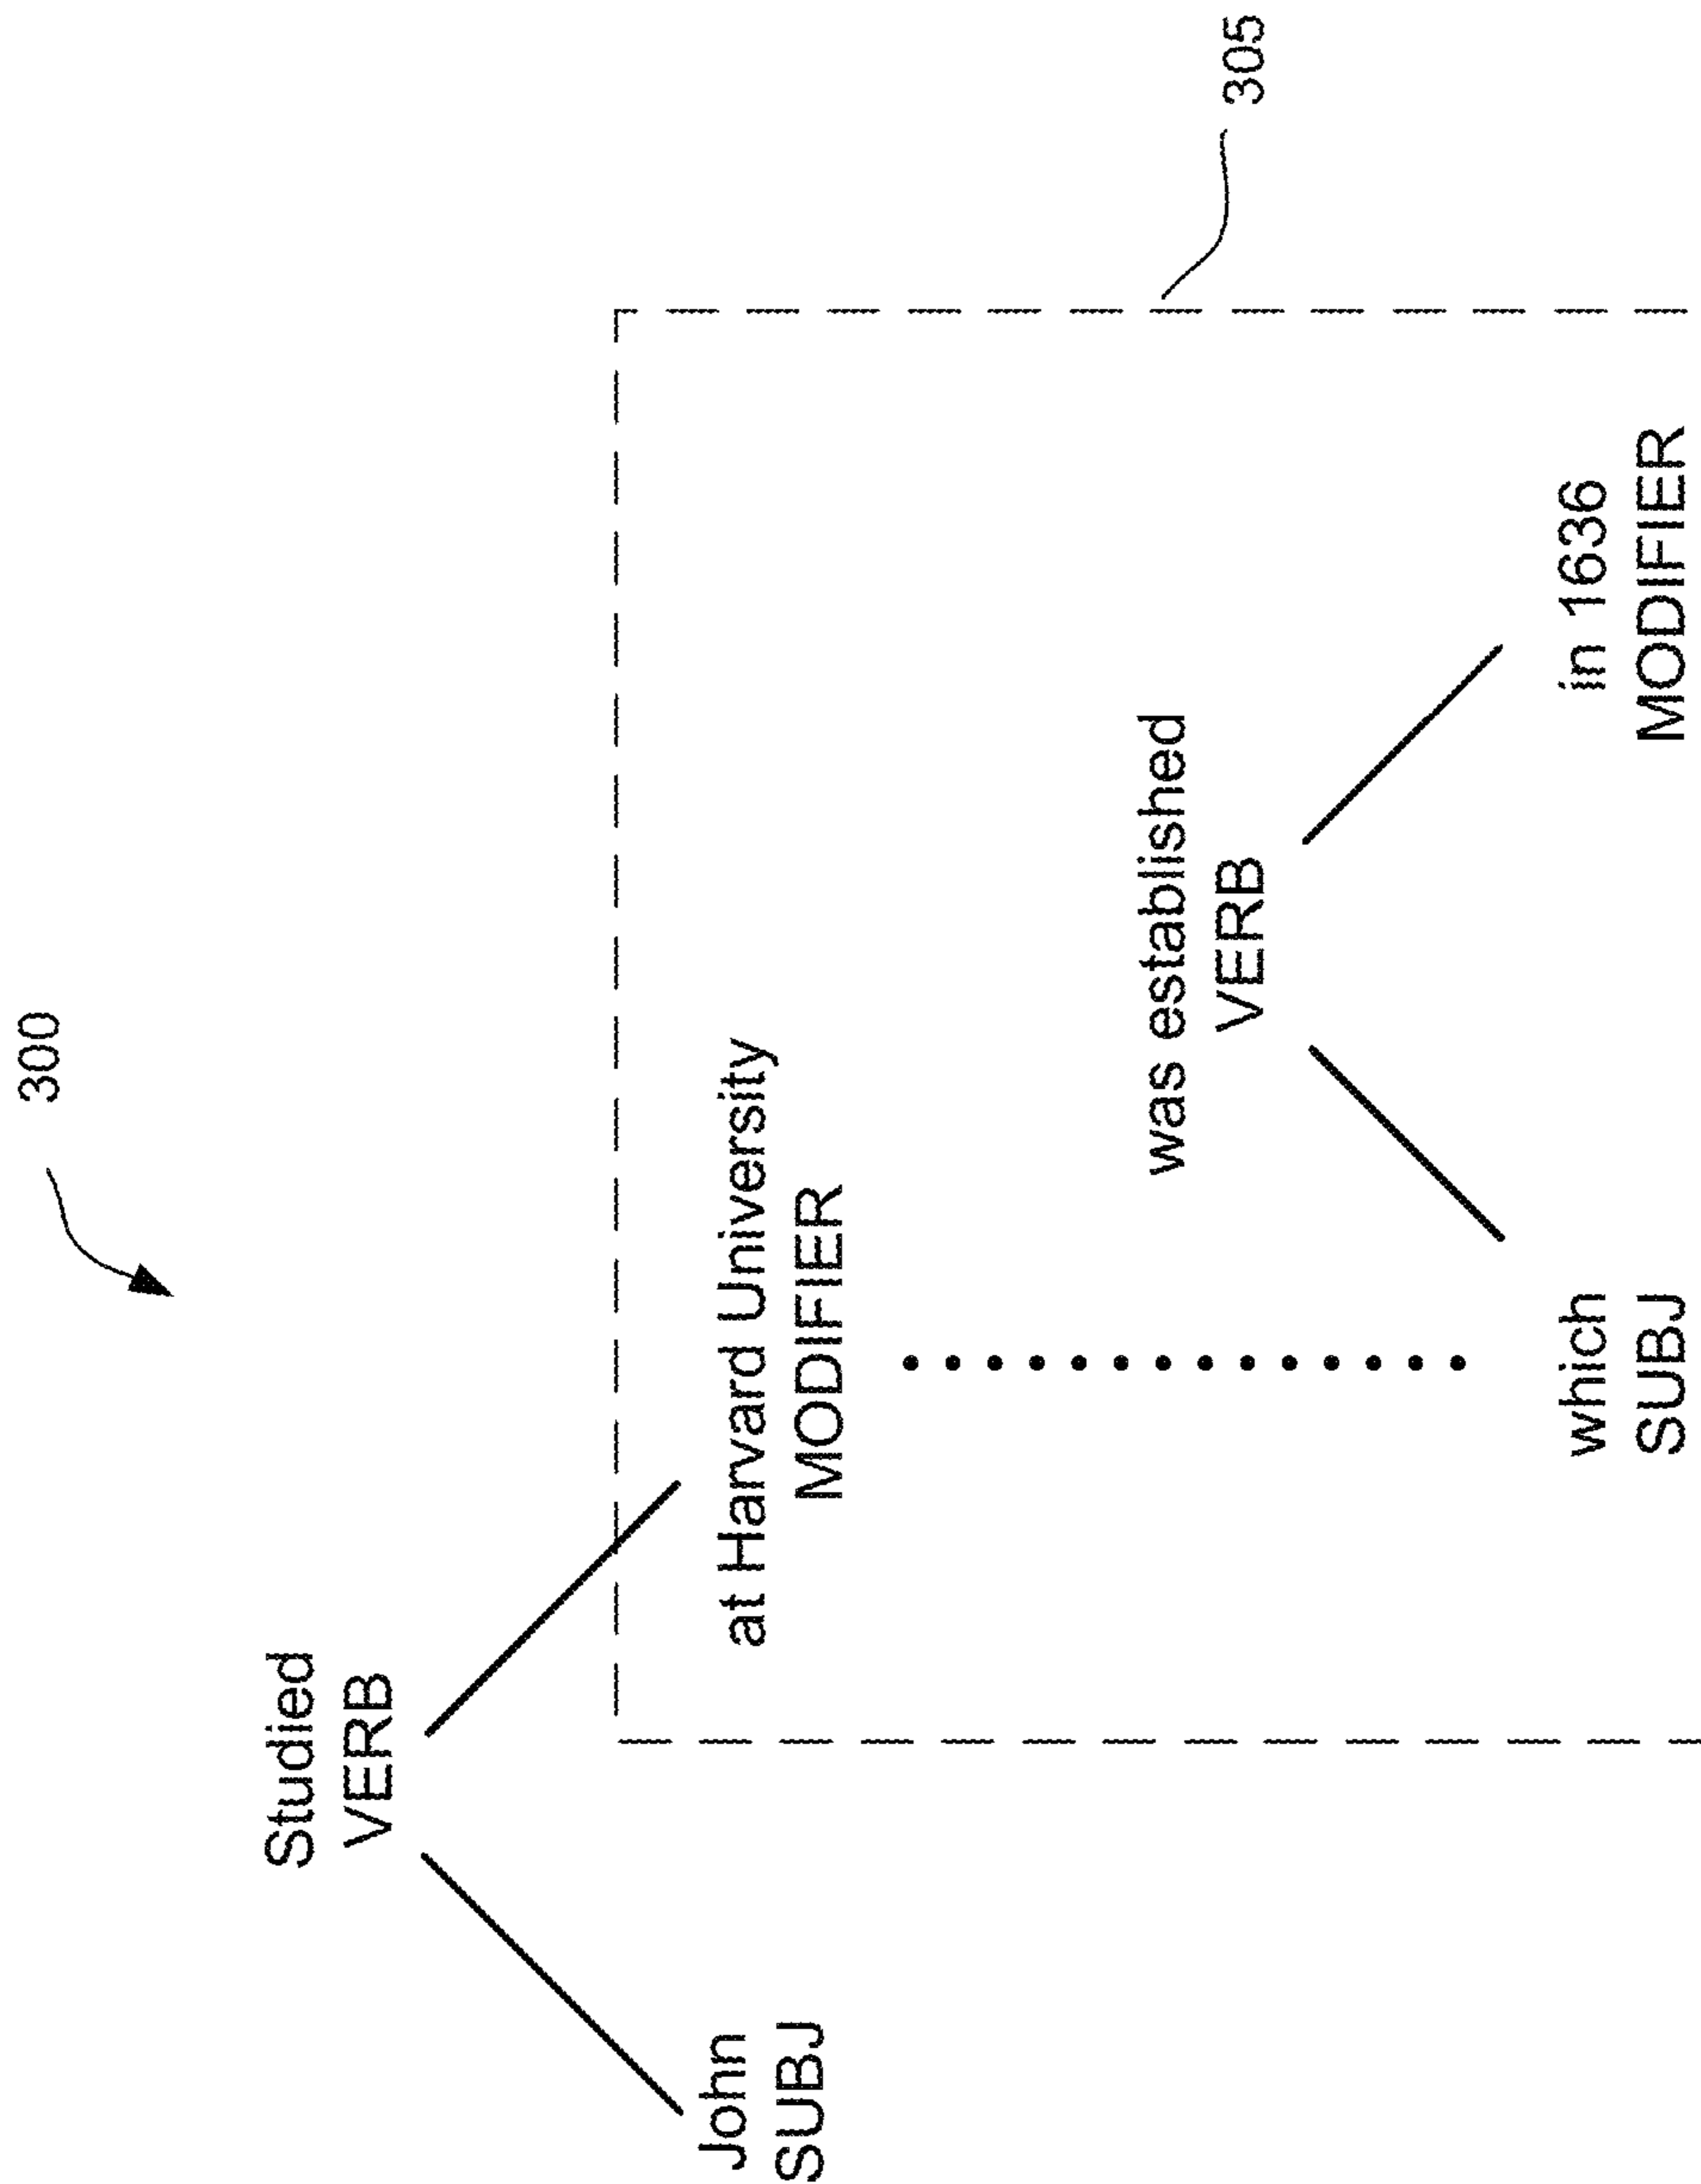 300
Studied
VERB
John
SUBJ
at Harvard University
MODIFIER
305
was established
VERB
which
SUBJ
in 1636
MODIFIER